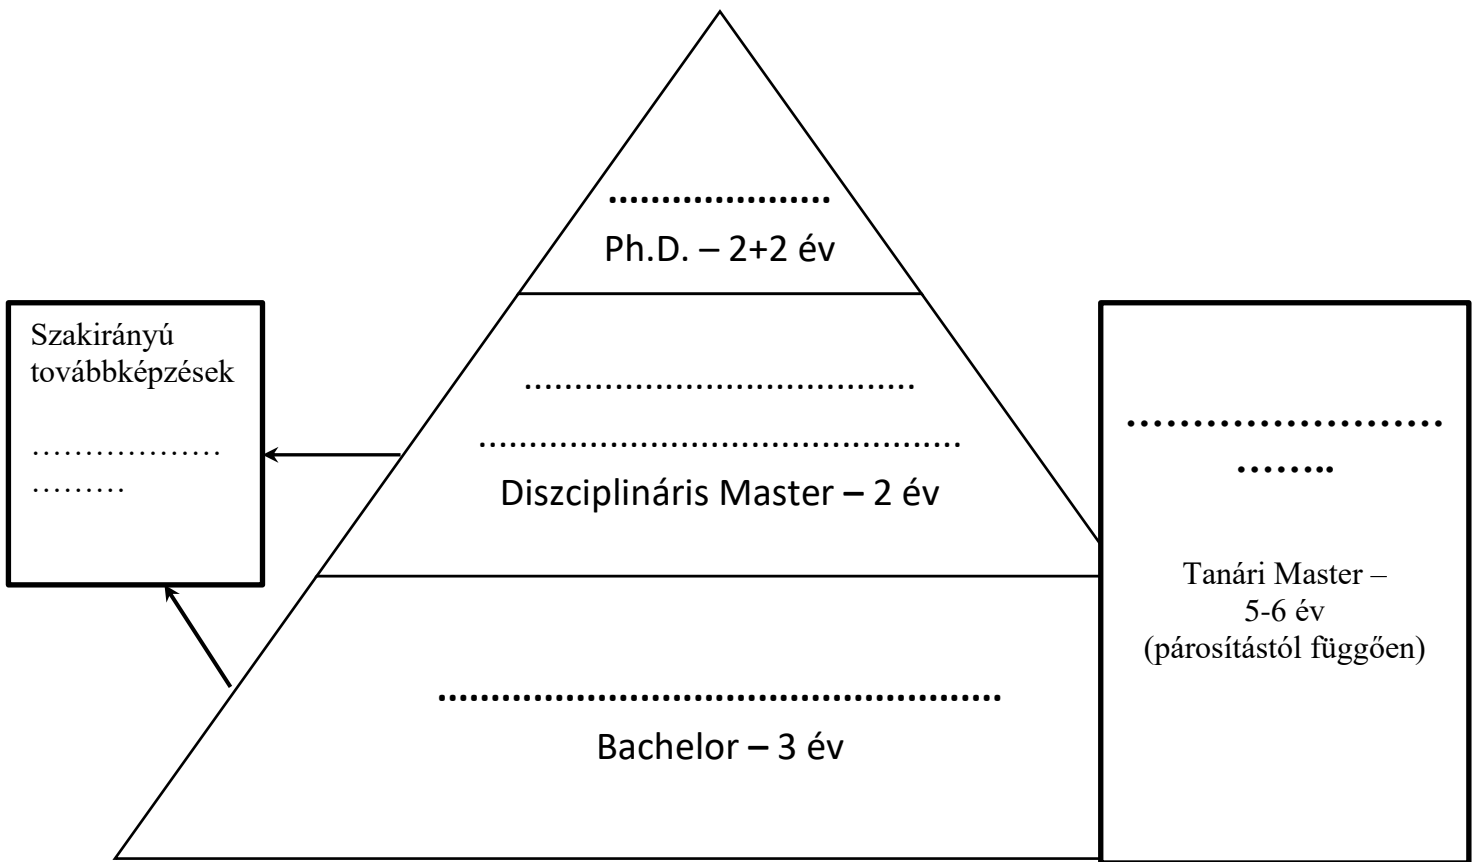 .....................
Ph.D. – 2+2 év
Szakirányú
továbbképzések
………………
………
......................................
...............................................
Diszciplináris Master – 2 év
……………………
……..
Tanári Master –
5-6 év
(párosítástól függően)
.....................................................
Bachelor – 3 év